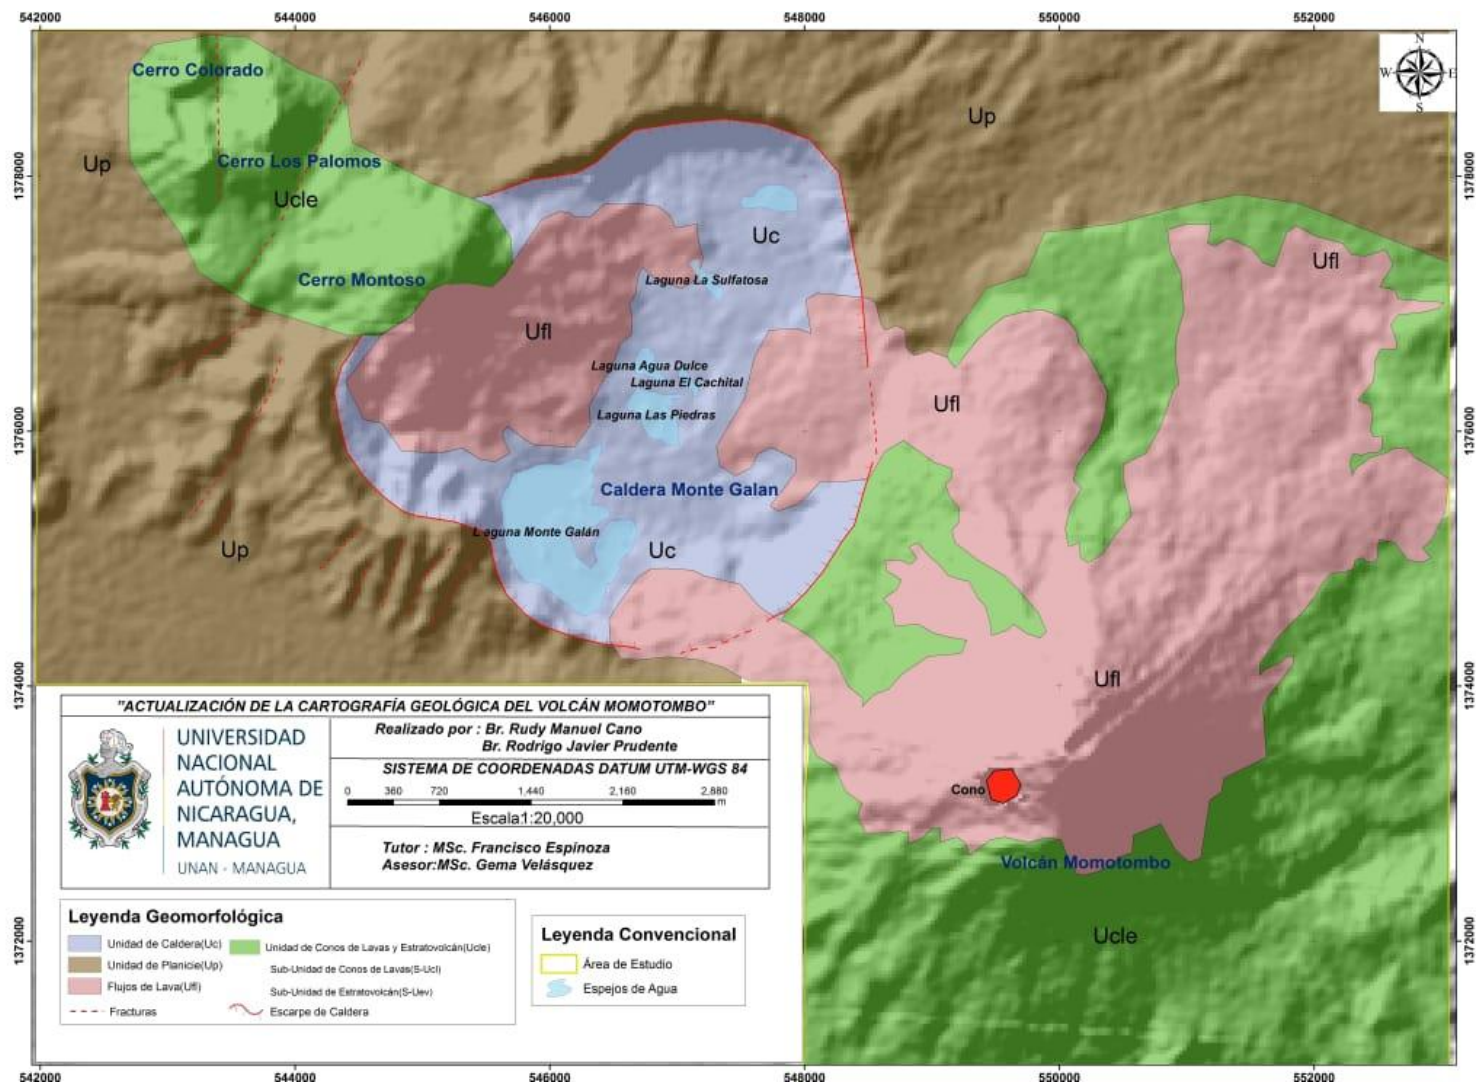 542000
544000
546000
548000
550000
552000
N
W
E
S
Cerro Colorado
Up
Up
Cerro Los Palomos
1378000
1378000
Ucle
Uc
Ufl
Cerro Montoso
Laguna La Sulfatosa
Ufl
Laguna Agua Dulce
Laguna El Cachital
Ufl
Laguna Las Piedras
1376000
1376000
Caldera Monte Galan
Laguna Monte Galán
Up
Uc
Ufl
1374000
1374000
Cono
Volcán Momotombo
Ucle
1372000
1372000
"ACTUALIZACIÓN DE LA CARTOGRAFÍA GEOLÓGICA DEL VOLCÁN MOMOTOMBO"
UNIVERSIDAD
NACIONAL
AUTÓNOMA DE
NICARAGUA,
MANAGUA
UNAN - MANAGUA
Realizado por : Br. Rudy Manuel Cano
Br. Rodrigo Javier Prudente
SISTEMA DE COORDENADAS DATUM UTM-WGS 84
0 360 720 1,440 2,160 2,880
m
Escala1:20,000
Tutor : MSc. Francisco Espínoza
Asesor:MSc. Gema Velásquez
Leyenda Geomorfológica
Unidad de Caldera(Uc)
Unidad de Planicie(Up)
Flujos de Lava(Ufl)
Fracturas
Unidad de Conos de Lavas y Estratovolcán(Ucle)
Sub-Unidad de Conos de Lavas(S-Ucl)
Sub-Unidad de Estratovolcán(S-Uev)
Escarpe de Caldera
Leyenda Convencional
Área de Estudio
Espejos de Agua
542000
544000
546000
548000
550000
552000